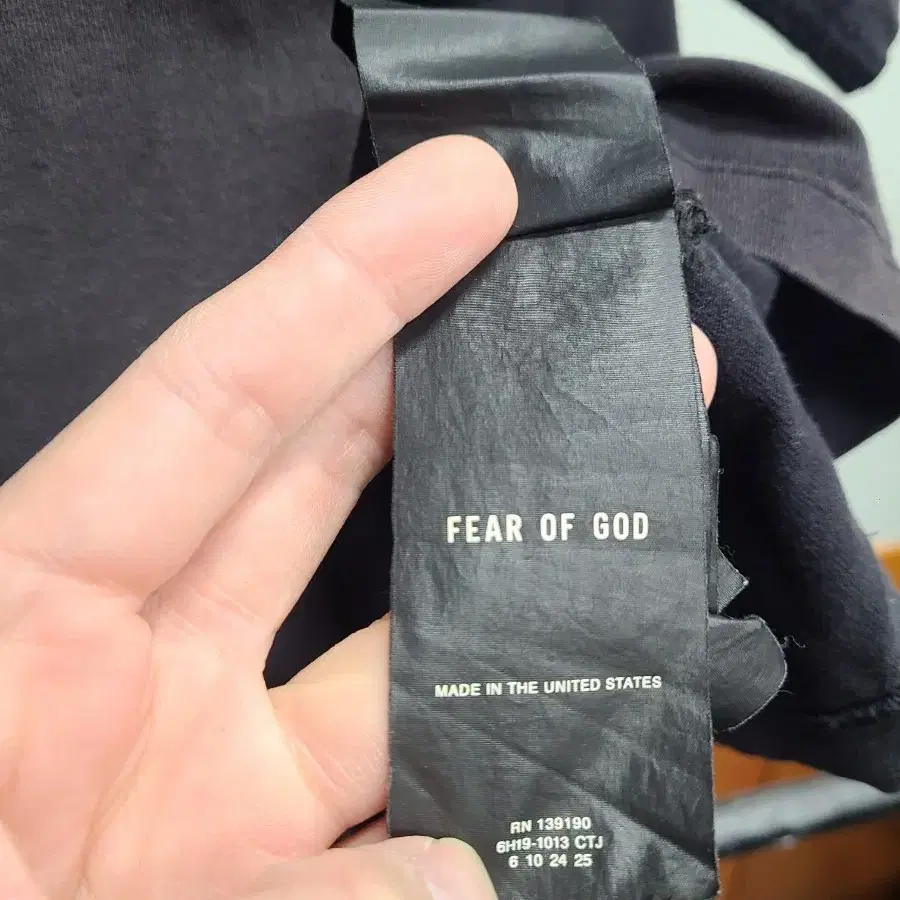 FEAR OF GOD
MADE IN THE UNITED STATES
RN 139190
6H19-1013 CTJ
6 10 24 25